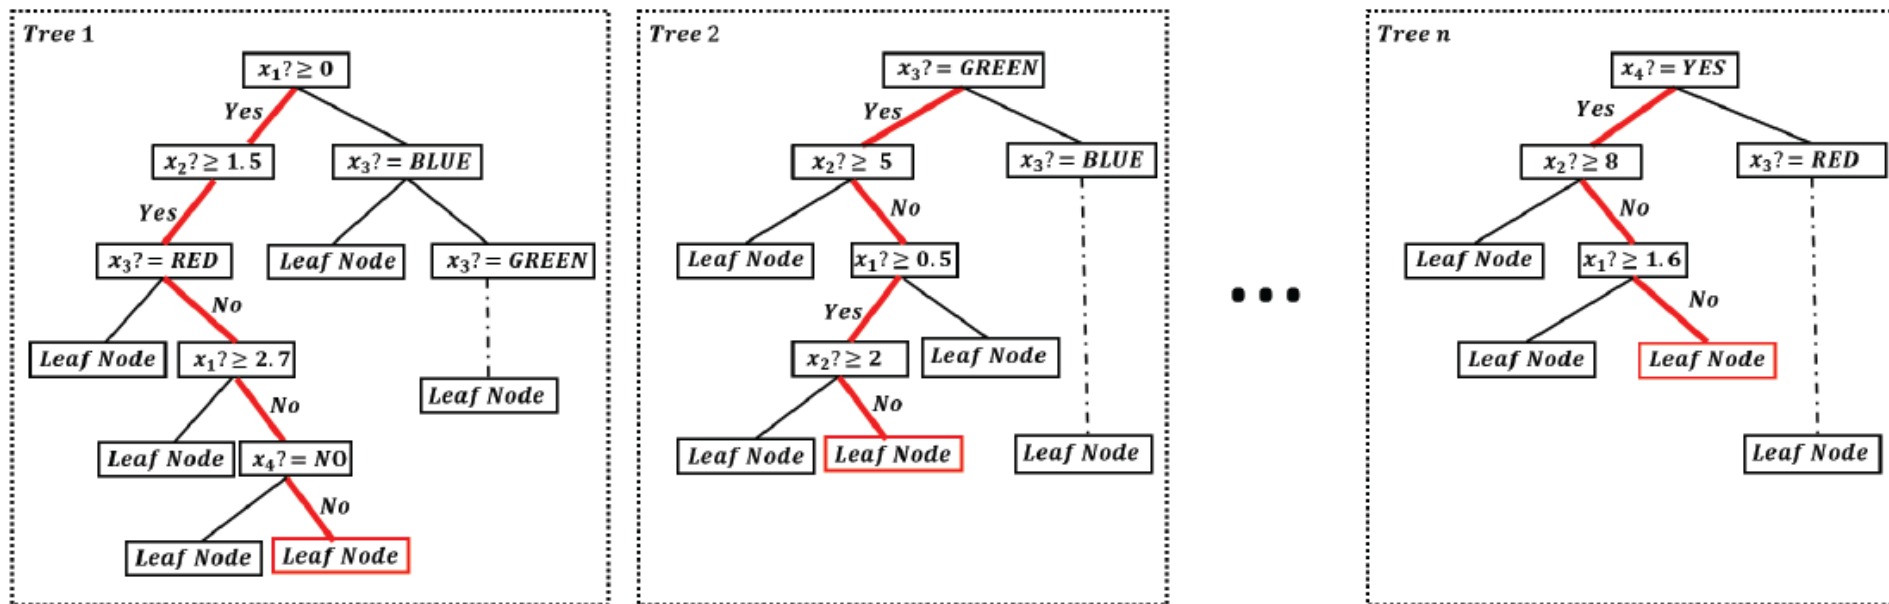 Tree 1
x₁? ≥ 0
Yes
x₂? ≥ 1.5
x₃? = BLUE
Yes
x₃? = RED
Leaf Node
x₃? = GREEN
No
Leaf Node
x₁? ≥ 2.7
Leaf Node
No
Leaf Node
x₄? = NO
No
Leaf Node
Leaf Node
Tree 2
x₃? = GREEN
Yes
x₂? ≥ 5
x₃? = BLUE
No
Leaf Node
x₁? ≥ 0.5
Yes
x₂? ≥ 2
Leaf Node
No
Leaf Node
Leaf Node
Leaf Node
Tree n
x₄? = YES
Yes
x₂? ≥ 8
x₃? = RED
No
Leaf Node
x₁? ≥ 1.6
No
Leaf Node
Leaf Node
Leaf Node